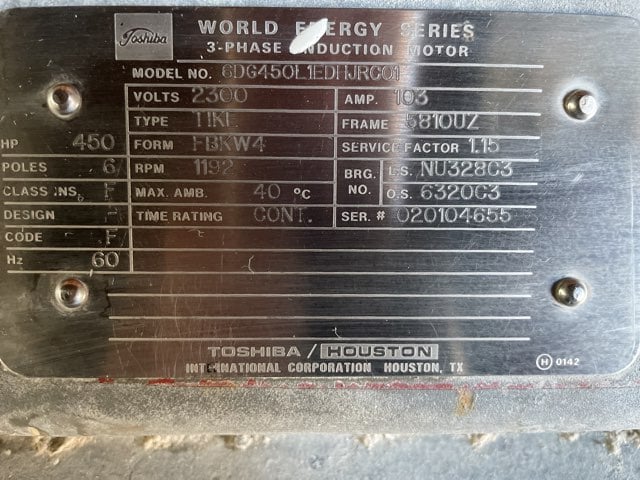 Toshiba WORLD ENERGY SERIES
3-PHASE INDUCTION MOTOR
MODEL NO.
VOLTS 2300 AMP. 103
TYPE TIKE FRAME 5810UZ
HP 450 FORM FBKW4 SERVICE FACTOR 1.15
POLES 6 RPM 1192 BRG. NO. L.S. NU328C3
CLASS INS. F MAX. AMB. 40 °C O.S. 6320C3
DESIGN TIME RATING CONT. SER. # 020104655
CODE F
Hz 60
TOSHIBA / HOUSTON
INTERNATIONAL CORPORATION HOUSTON, TX
H 0142